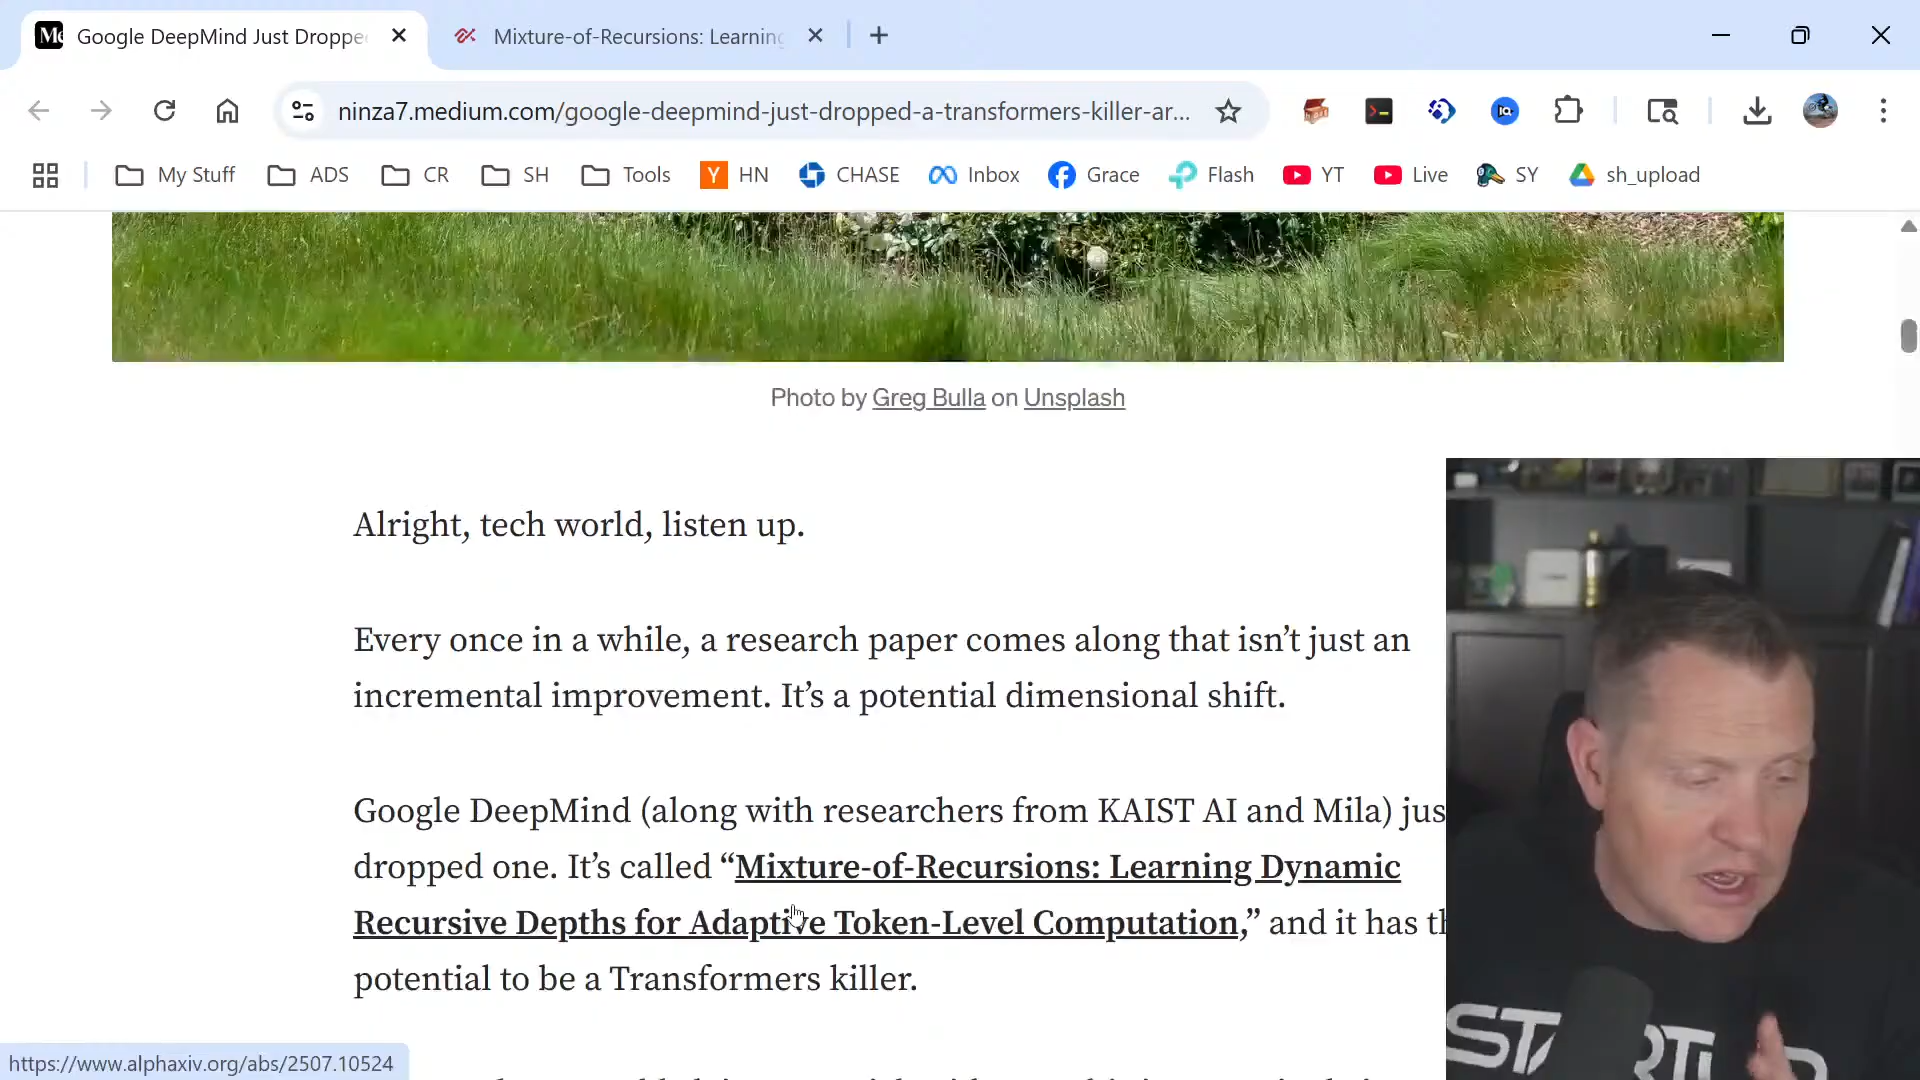 Google DeepMind Just Droppe
Mixture-of-Recursions: Learning
ninza7.medium.com/google-deepmind-just-dropped-a-transformers-killer-ar...
My Stuff ADS CR SH Tools HN CHASE Inbox Grace Flash YT Live SY sh_upload
Photo by Greg Bulla on Unsplash
Alright, tech world, listen up.
Every once in a while, a research paper comes along that isn’t just an
incremental improvement. It’s a potential dimensional shift.
Google DeepMind (along with researchers from KAIST AI and Mila) jus
dropped one. It’s called “Mixture-of-Recursions: Learning Dynamic
Recursive Depths for Adaptive Token-Level Computation,” and it has th
potential to be a Transformers killer.
https://www.alphaxiv.org/abs/2507.10524